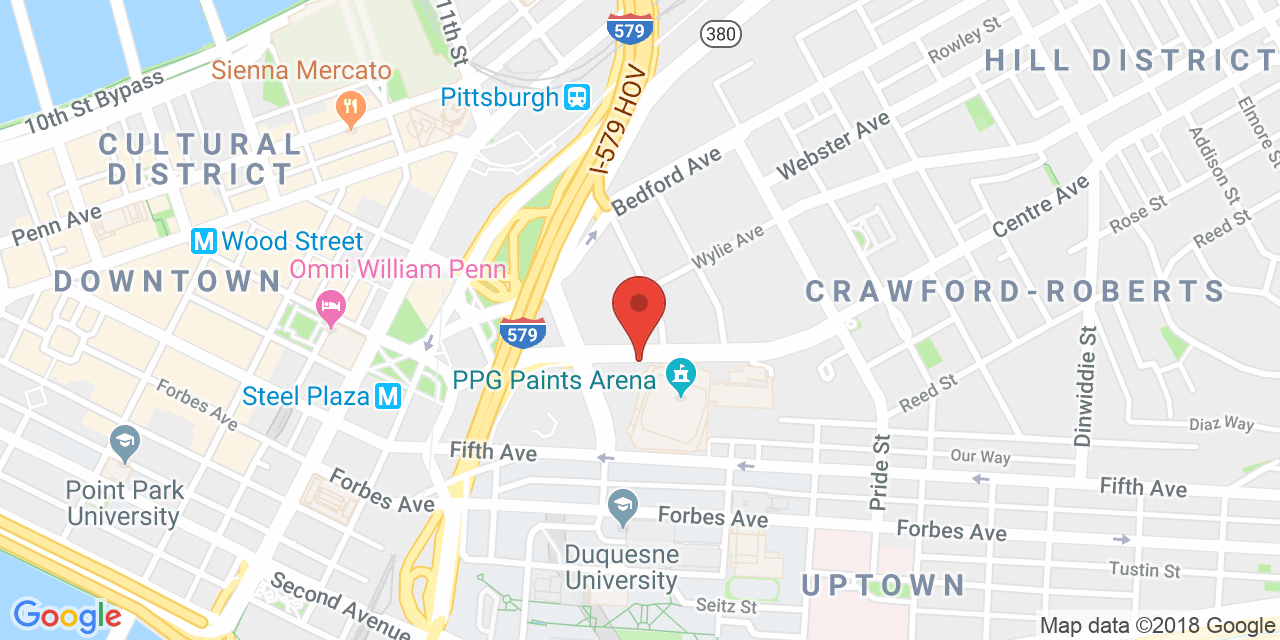 579
380
11th St
Rowley St
HILL DISTRICT
Sienna Mercato
I-579 HOV
Pittsburgh
10th St Bypass
Elmore St
Webster Ave
CULTURAL
DISTRICT
Bedford Ave
Addison St
Centre Ave
Penn Ave
Rose St
Reed St
M Wood Street
Wylie Ave
Omni William Penn
DOWNTOWN
CRAWFORD-ROBERTS
579
Dinwiddie St
PPG Paints Arena
Steel Plaza M
Reed St
Forbes Ave
Diaz Way
Fifth Ave
Our Way
Pride St
Point Park
University
Forbes Ave
Fifth Ave
Forbes Ave
Forbes Ave
Duquesne
University
Tustin St
UPTOWN
Second Avenue
Seitz St
Google
Map data ©2018 Google